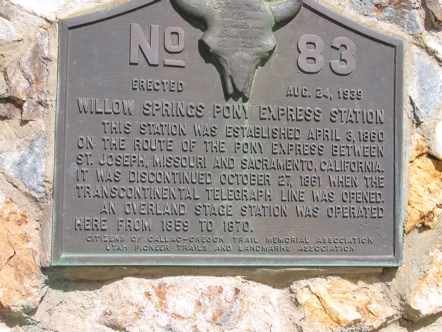 No 83
ERECTED AUG. 24, 1939
WILLOW SPRINGS PONY EXPRESS STATION
THIS STATION WAS ESTABLISHED APRIL 3, 1860
ON THE ROUTE OF THE PONY EXPRESS BETWEEN
ST. JOSEPH, MISSOURI AND SACRAMENTO, CALIFORNIA.
IT WAS DISCONTINUED OCTOBER 27, 1861 WHEN THE
TRANSCONTINENTAL TELEGRAPH LINE WAS OPENED.
AN OVERLAND STAGE STATION WAS OPERATED
HERE FROM 1859 TO 1870.
CITIZENS OF CALLAO-OREGON TRAIL MEMORIAL ASSOCIATION
UTAH PIONEER TRAILS AND LANDMARKS ASSOCIATION